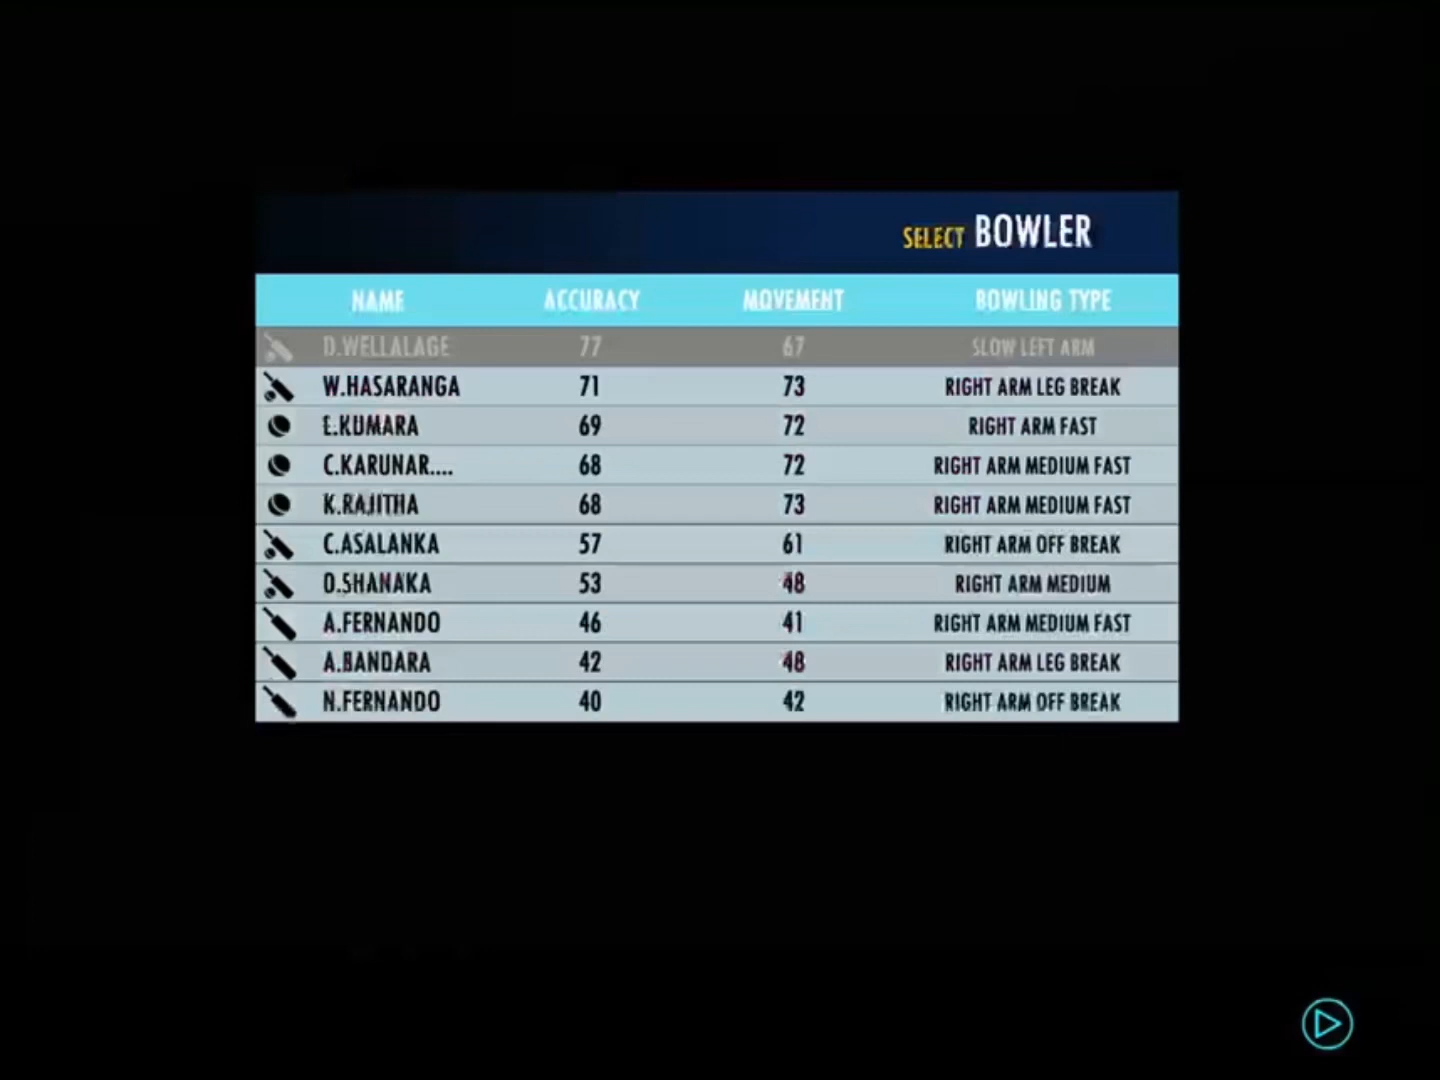 SELECT BOWLER
NAME ACCURACY MOVEMENT BOWLING TYPE
D.WELLALAGE 77 67 SLOW LEFT ARM
W.HASARANGA 71 73 RIGHT ARM LEG BREAK
L.KUMARA 69 72 RIGHT ARM FAST
C.KARUNAR.... 68 72 RIGHT ARM MEDIUM FAST
K.RAJITHA 68 73 RIGHT ARM MEDIUM FAST
C.ASALANKA 57 61 RIGHT ARM OFF BREAK
D.SHANAKA 53 48 RIGHT ARM MEDIUM
A.FERNANDO 46 41 RIGHT ARM MEDIUM FAST
A.BANDARA 42 48 RIGHT ARM LEG BREAK
N.FERNANDO 40 42 RIGHT ARM OFF BREAK